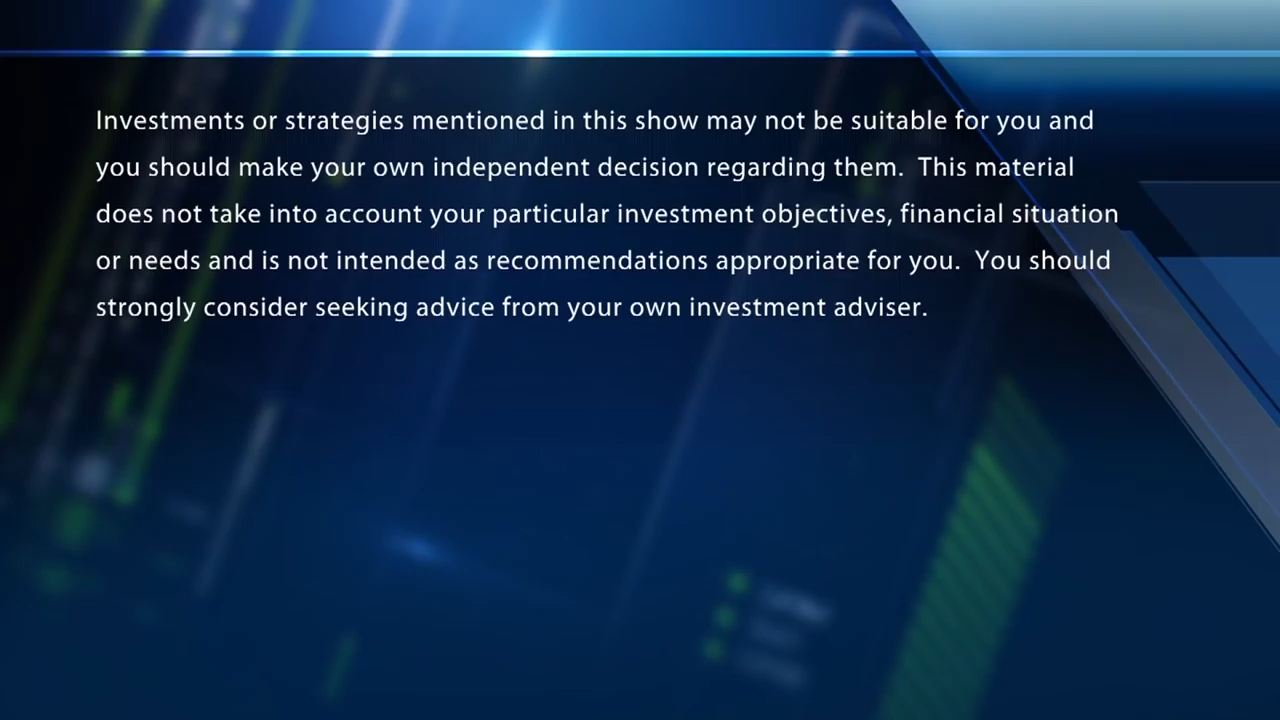 Investments or strategies mentioned in this show may not be suitable for you and
you should make your own independent decision regarding them.  This material
does not take into account your particular investment objectives, financial situation
or needs and is not intended as recommendations appropriate for you.  You should
strongly consider seeking advice from your own investment adviser.